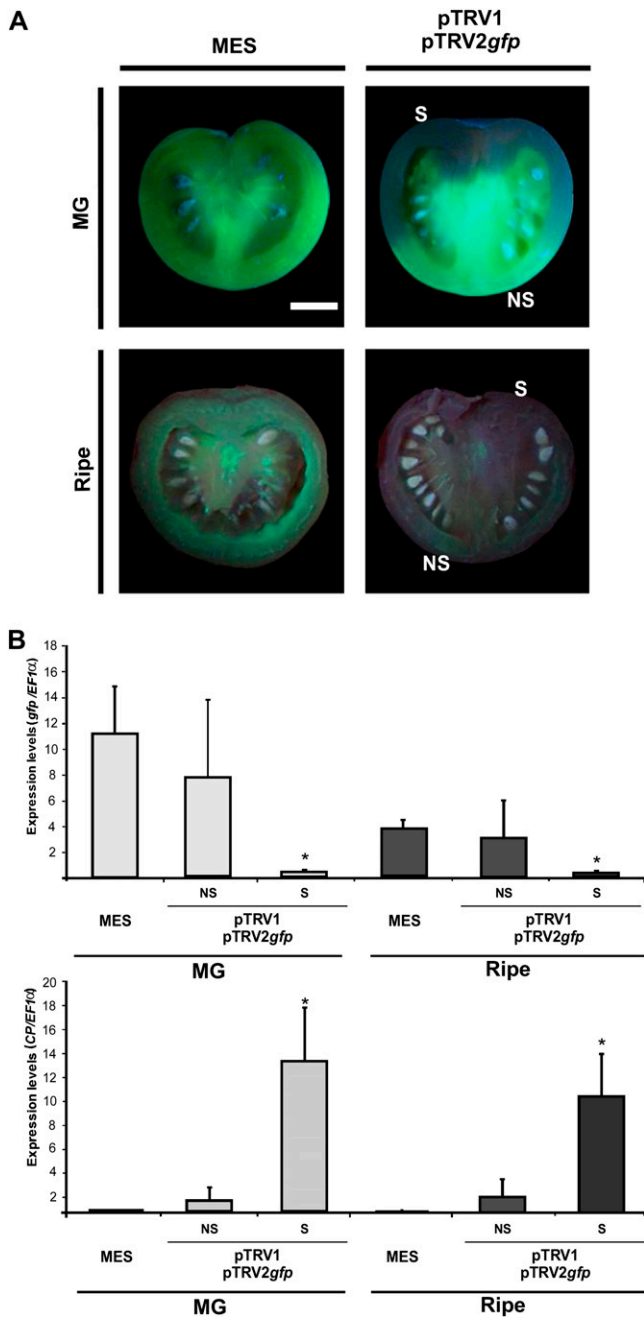 A
MES
pTRV1
pTRV2gfp
MG
S
NS
Ripe
S
NS
B
Expression levels (gfp /EF1α)
18
16
14
12
10
8
6
4
2
*
*
NS S NS S
MES pTRV1 MES pTRV1
pTRV2gfp pTRV2gfp
MG Ripe
Expression levels (CP/EF1α)
20
18
16
14
12
10
8
6
4
2
*
*
NS S NS S
MES pTRV1 MES pTRV1
pTRV2gfp pTRV2gfp
MG Ripe